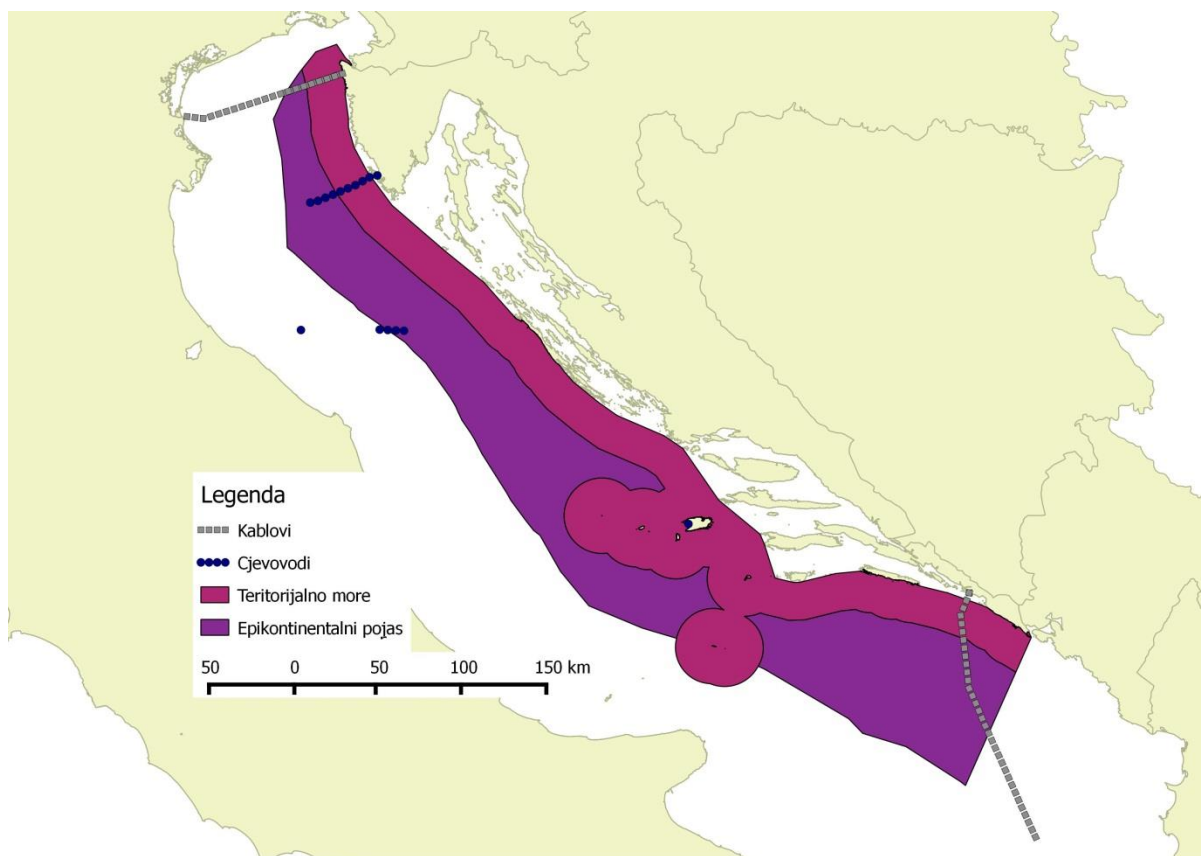 Legenda
Kablovi
Cjevovodi
Teritorijalno more
Epikontinentalni pojas
50 0 50 100 150 km